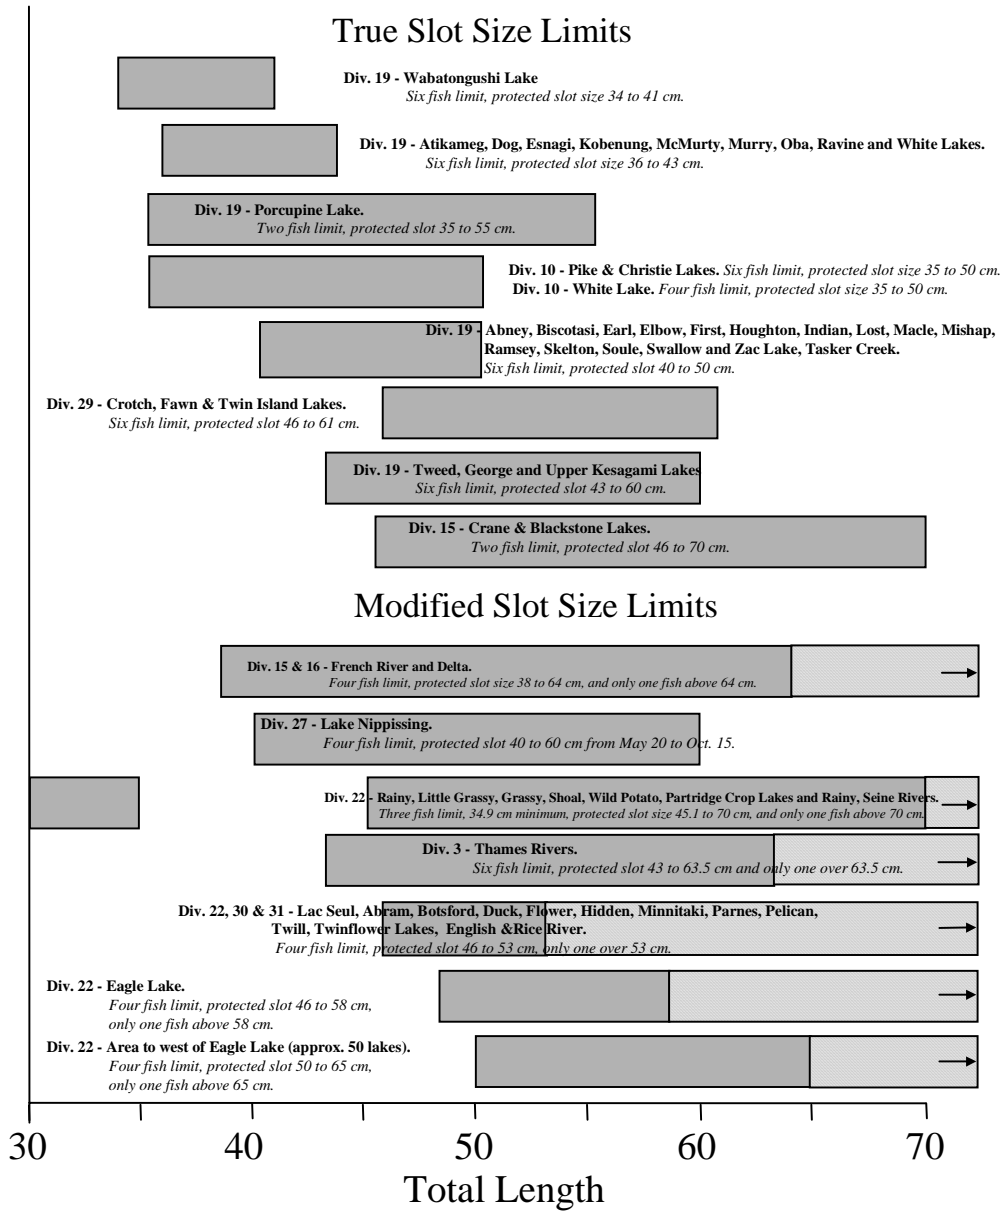 True Slot Size Limits
Div. 19 - Wabatongushi Lake
Six fish limit, protected slot size 34 to 41 cm.
Div. 19 - Atikameg, Dog, Esnagi, Kobenung, McMurty, Murry, Oba, Ravine and White Lakes.
Six fish limit, protected slot size 36 to 43 cm.
Div. 19 - Porcupine Lake.
Two fish limit, protected slot 35 to 55 cm.
Div. 10 - Pike & Christie Lakes. Six fish limit, protected slot size 35 to 50 cm.
Div. 10 - White Lake. Four fish limit, protected slot size 35 to 50 cm.
Div. 19 - Abney, Biscotasi, Earl, Elbow, First, Houghton, Indian, Lost, Macle, Mishap,
Ramsey, Skelton, Soule, Swallow and Zac Lake, Tasker Creek.
Six fish limit, protected slot 40 to 50 cm.
Div. 29 - Crotch, Fawn & Twin Island Lakes.
Six fish limit, protected slot 46 to 61 cm.
Div. 19 - Tweed, George and Upper Kesagami Lakes
Six fish limit, protected slot 43 to 60 cm.
Div. 15 - Crane & Blackstone Lakes.
Two fish limit, protected slot 46 to 70 cm.
Modified Slot Size Limits
Div. 15 & 16 - French River and Delta.
Four fish limit, protected slot size 38 to 64 cm, and only one fish above 64 cm.
Div. 27 - Lake Nippissing.
Four fish limit, protected slot 40 to 60 cm from May 20 to Oct. 15.
Div. 22 - Rainy, Little Grassy, Grassy, Shoal, Wild Potato, Partridge Crop Lakes and Rainy, Seine Rivers.
Three fish limit, 34.9 cm minimum, protected slot size 45.1 to 70 cm, and only one fish above 70 cm.
Div. 3 - Thames Rivers.
Six fish limit, protected slot 43 to 63.5 cm and only one over 63.5 cm.
Div. 22, 30 & 31 - Lac Seul, Abram, Botsford, Duck, Flower, Hidden, Minnitaki, Parnes, Pelican,
Twill, Twinflower Lakes, English &Rice River.
Four fish limit, protected slot 46 to 53 cm, only one over 53 cm.
Div. 22 - Eagle Lake.
Four fish limit, protected slot 46 to 58 cm,
only one fish above 58 cm.
Div. 22 - Area to west of Eagle Lake (approx. 50 lakes).
Four fish limit, protected slot 50 to 65 cm,
only one fish above 65 cm.
30 40 50 60 70
Total Length